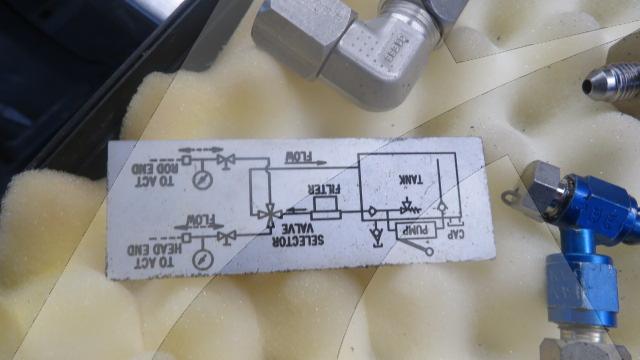 CAP
PUMP
SELECTOR
VALVE
TO ACT
HEAD END
FLOW
TANK
FILTER
FLOW
TO ACT
ROD END